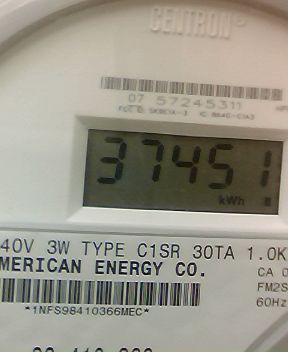 CENTRON®
07 57245311
37451
kWh
40V 3W TYPE C1SR 30TA 1.0K
MERICAN ENERGY CO.
CA 0
FM2S
60Hz
*1NFS98410366MEC*